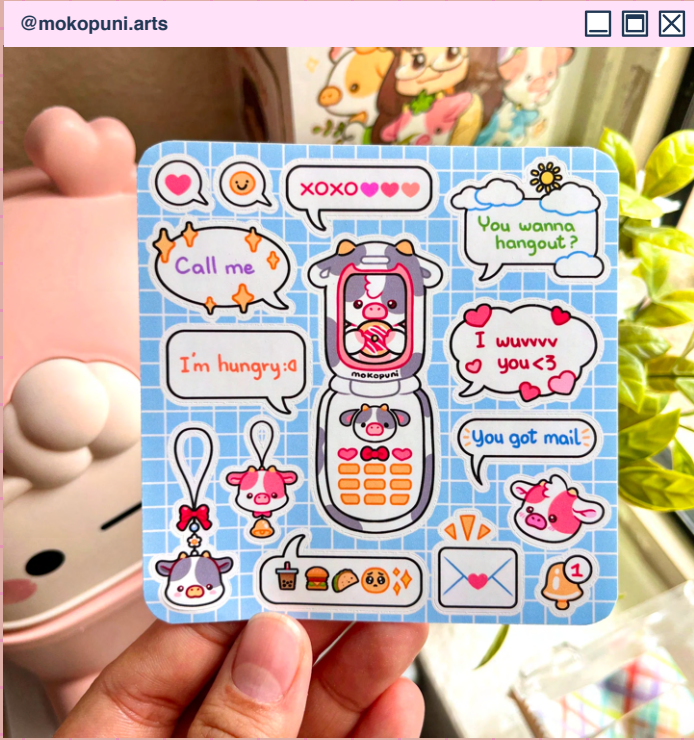 @mokopuni.arts
XOXO
You wanna
hangout?
Call me
I'm hungry:a
I wuvvvv
you<3
mokopuni
You got mail
1